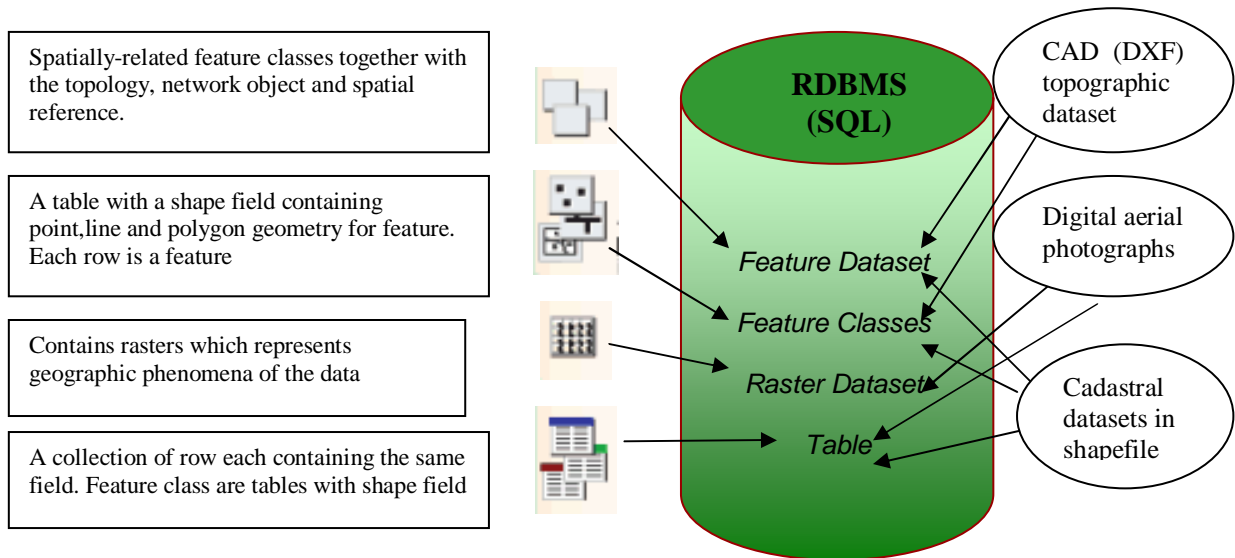 Spatially-related feature classes together with
the topology, network object and spatial
reference.
A table with a shape field containing
point,line and polygon geometry for feature.
Each row is a feature
Contains rasters which represents
geographic phenomena of the data
A collection of row each containing the same
field. Feature class are tables with shape field
RDBMS
(SQL)
Feature Dataset
Feature Classes
Raster Dataset
Table
CAD (DXF)
topographic
dataset
Digital aerial
photographs
Cadastral
datasets in
shapefile